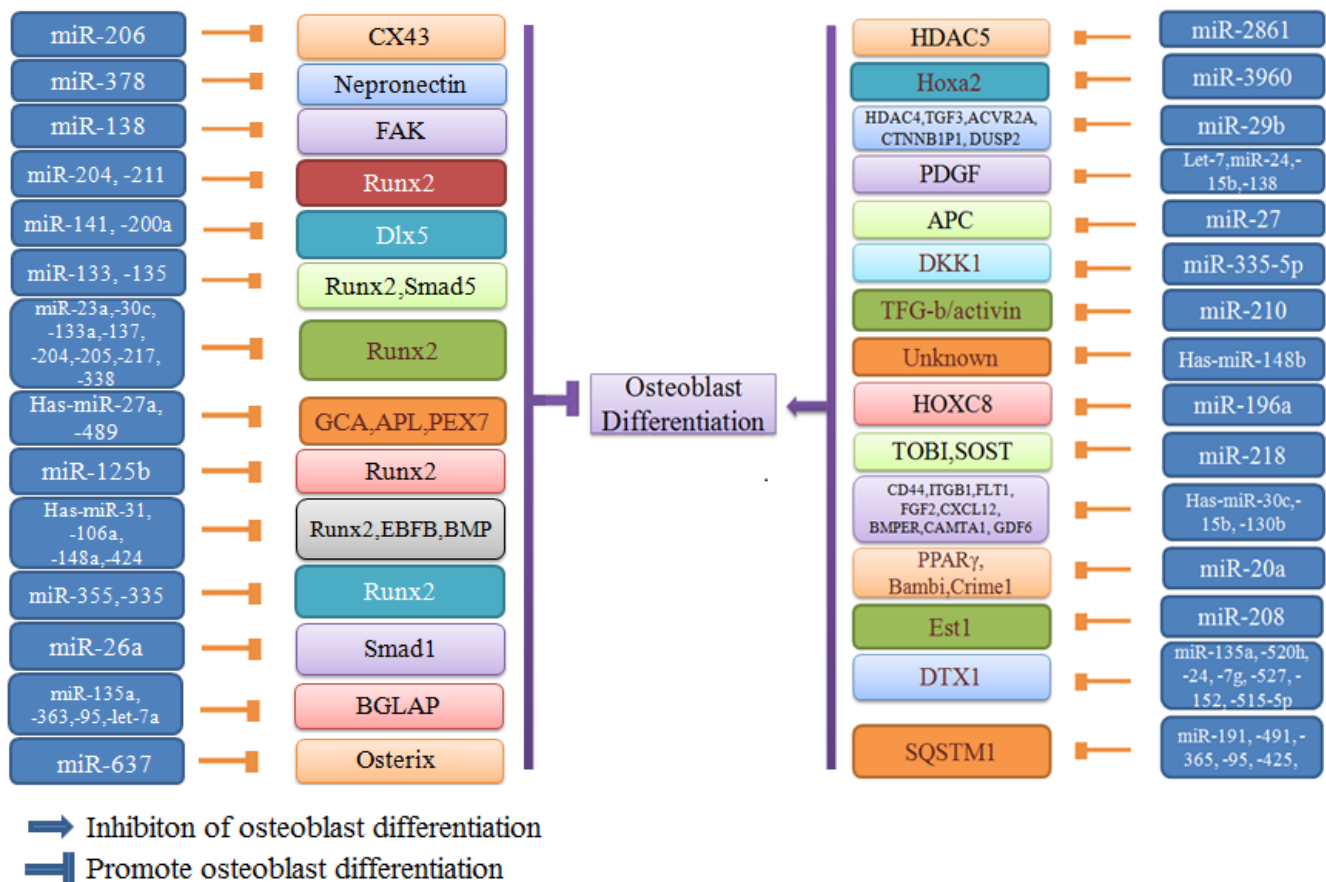 miR-206
miR-378
miR-138
miR-204, -211
miR-141, -200a
miR-133, -135
miR-23a,-30c,
-133a,-137,
-204,-205,-217,
-338
Has-miR-27a,
-489
miR-125b
Has-miR-31,
-106a,
-148a,-424
miR-355,-335
miR-26a
miR-135a,
-363,-95,-let-7a
miR-637
CX43
Nepronectin
FAK
Runx2
Dlx5
Runx2,Smad5
Runx2
GCA,APL,PEX7
Runx2
Runx2,EBFB,BMP
Runx2
Smad1
BGLAP
Osterix
Osteoblast
Differentiation
.
HDAC5
Hoxa2
HDAC4,TGF3,ACVR2A,
CTNNB1P1, DUSP2
PDGF
APC
DKK1
TFG-b/activin
Unknown
HOXC8
TOBI,SOST
CD44,ITGB1,FLT1,
FGF2,CXCL12,
BMPER,CAMTA1, GDF6
PPARγ,
Bambi,Crime1
Est1
DTX1
SQSTM1
miR-2861
miR-3960
miR-29b
Let-7,miR-24,-
15b,-138
miR-27
miR-335-5p
miR-210
Has-miR-148b
miR-196a
miR-218
Has-miR-30c,-
15b, -130b
miR-20a
miR-208
miR-135a, -520h,
-24, -7g, -527, -
152, -515-5p
miR-191, -491, -
365, -95, -425,
Inhibiton of osteoblast differentiation
Promote osteoblast differentiation